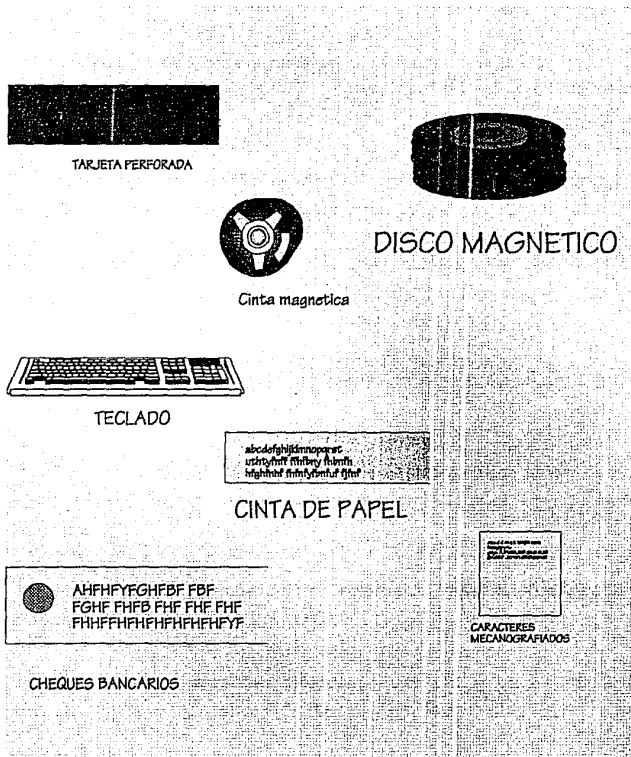 TARJETA PERFORADA
DISCO MAGNETICO
Cinta magnetica
TECLADO
abcdefghijklmnopqrst
CINTA DE PAPEL
AHFHFYFGHFBF FBF
FGHF FHFB FHF FHF FHF
FHHFFHFHFHFHFHFHFYF
CARACTERES
MECANOGRAFIADOS
CHEQUES BANCARIOS